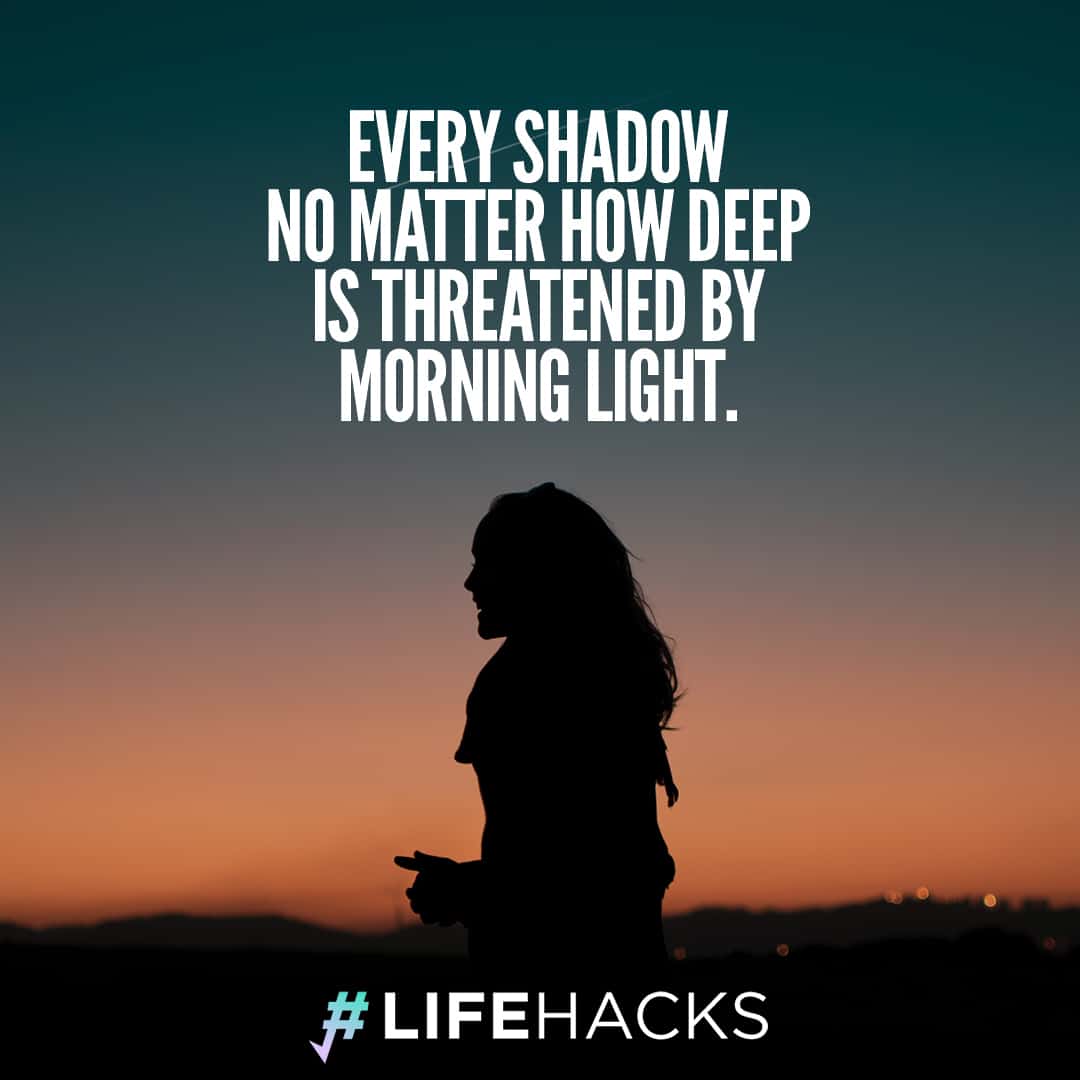 EVERY SHADOW
NO MATTER HOW DEEP
IS THREATENED BY
MORNING LIGHT.
#LIFEHACKS